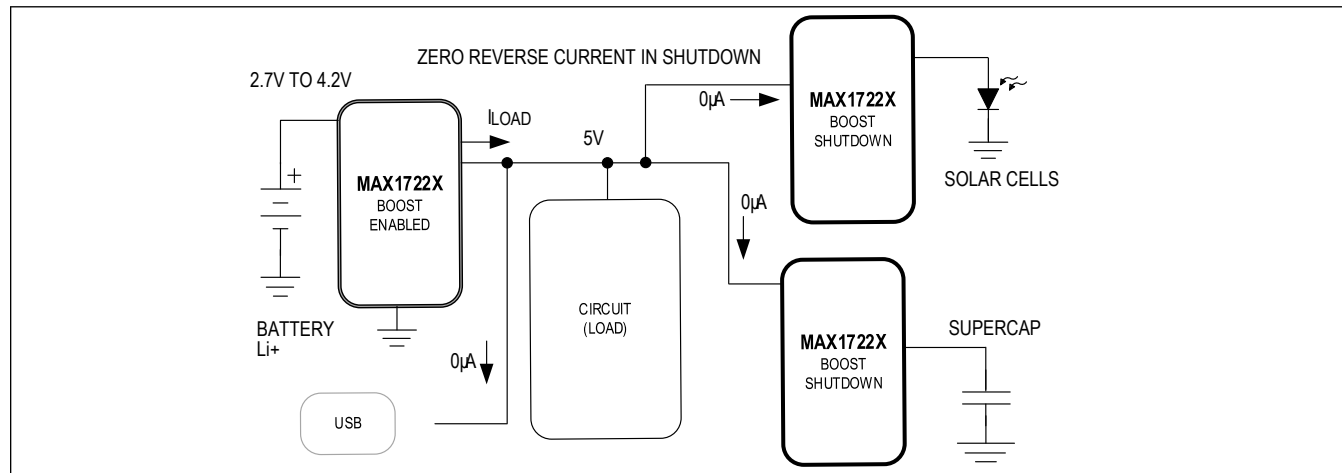 ZERO REVERSE CURRENT IN SHUTDOWN
2.7V TO 4.2V
MAX1722X
BOOST
ENABLED
+
BATTERY
Li+
ILOAD
5V
0µA
USB
CIRCUIT
(LOAD)
0µA
MAX1722X
BOOST
SHUTDOWN
SOLAR CELLS
0µA
MAX1722X
BOOST
SHUTDOWN
SUPERCAP